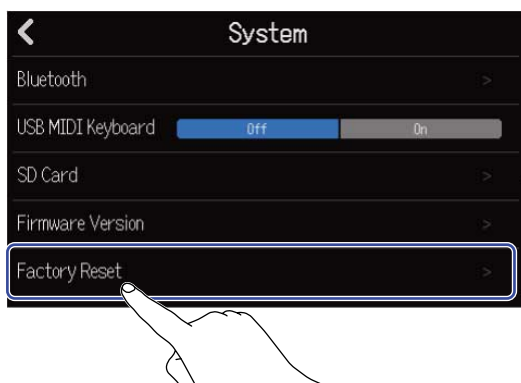 System
Bluetooth
USB MIDI Keyboard Off On
SD Card
Firmware Version
Factory Reset